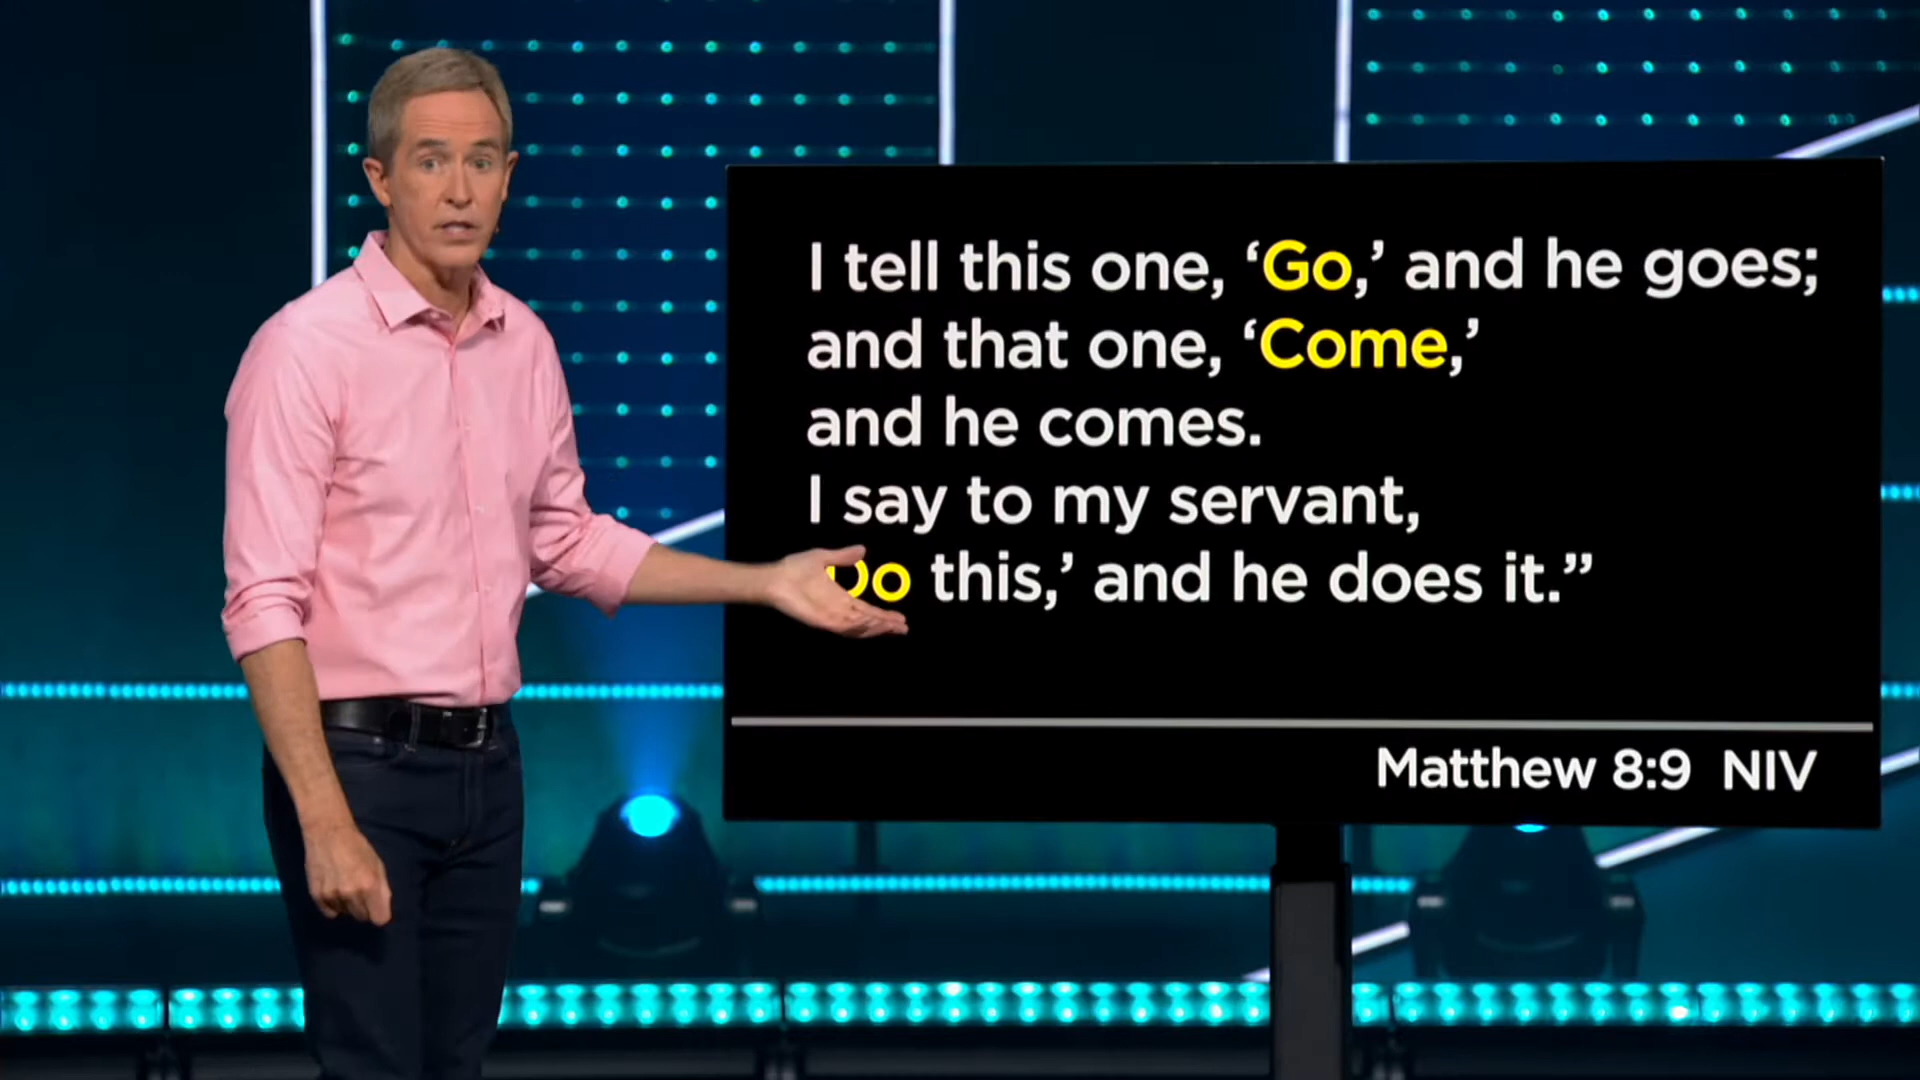 I tell this one, ‘Go,’ and he goes;
and that one, ‘Come,’
and he comes.
I say to my servant,
Do this,’ and he does it.”
Matthew 8:9 NIV